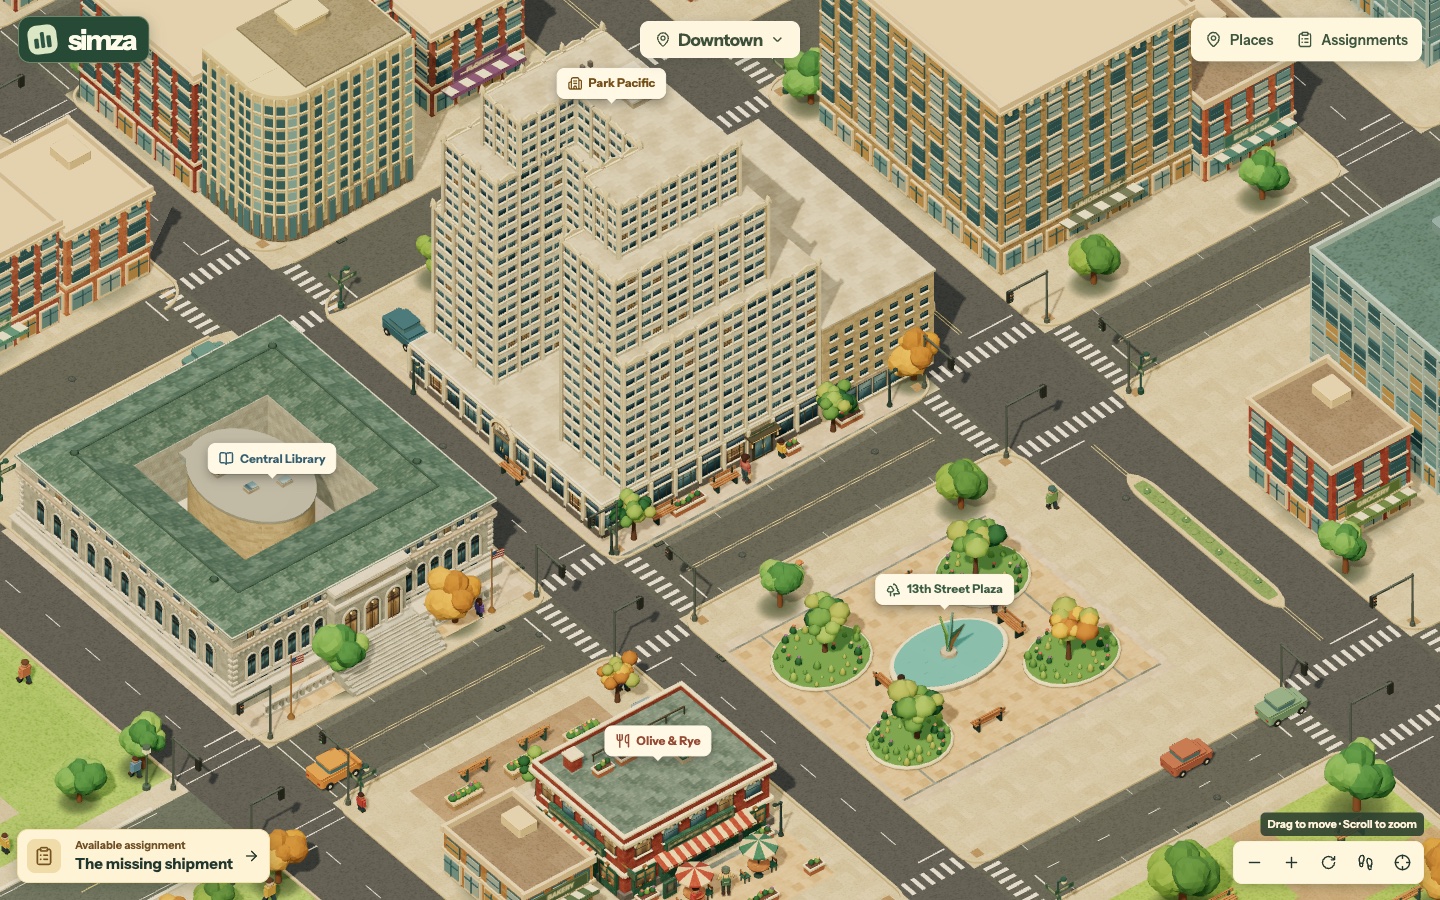 simza
Downtown
Places
Assignments
Park Pacific
Central Library
13th Street Plaza
Olive & Rye
Available assignment
The missing shipment
Drag to move · Scroll to zoom
BAKERY